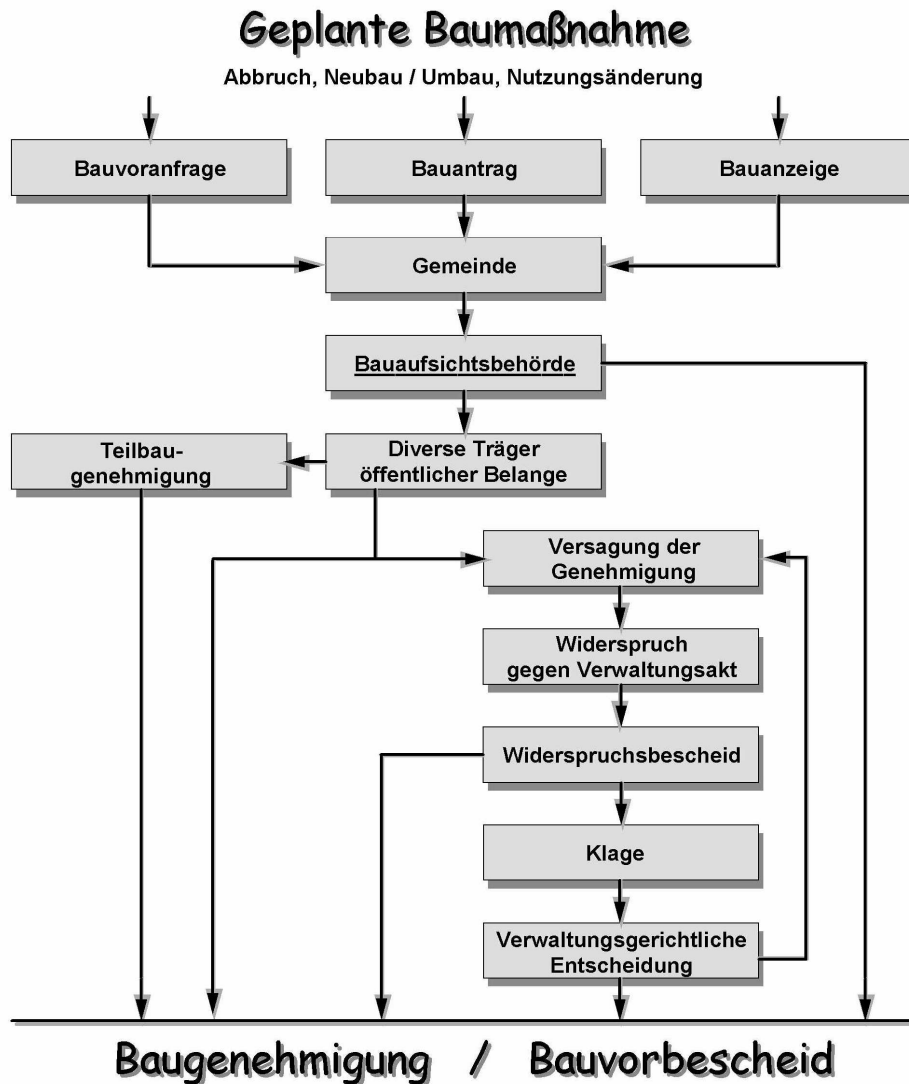 Geplante Baumaßnahme
Abbruch, Neubau / Umbau, Nutzungsänderung
Bauvoranfrage
Bauantrag
Bauanzeige
Gemeinde
Bauaufsichtsbehörde
Teilbau-
genehmigung
Diverse Träger
öffentlicher Belange
Versagung der
Genehmigung
Widerspruch
gegen Verwaltungsakt
Widerspruchsbescheid
Klage
Verwaltungsgerichtliche
Entscheidung
Baugenehmigung / Bauvorbescheid